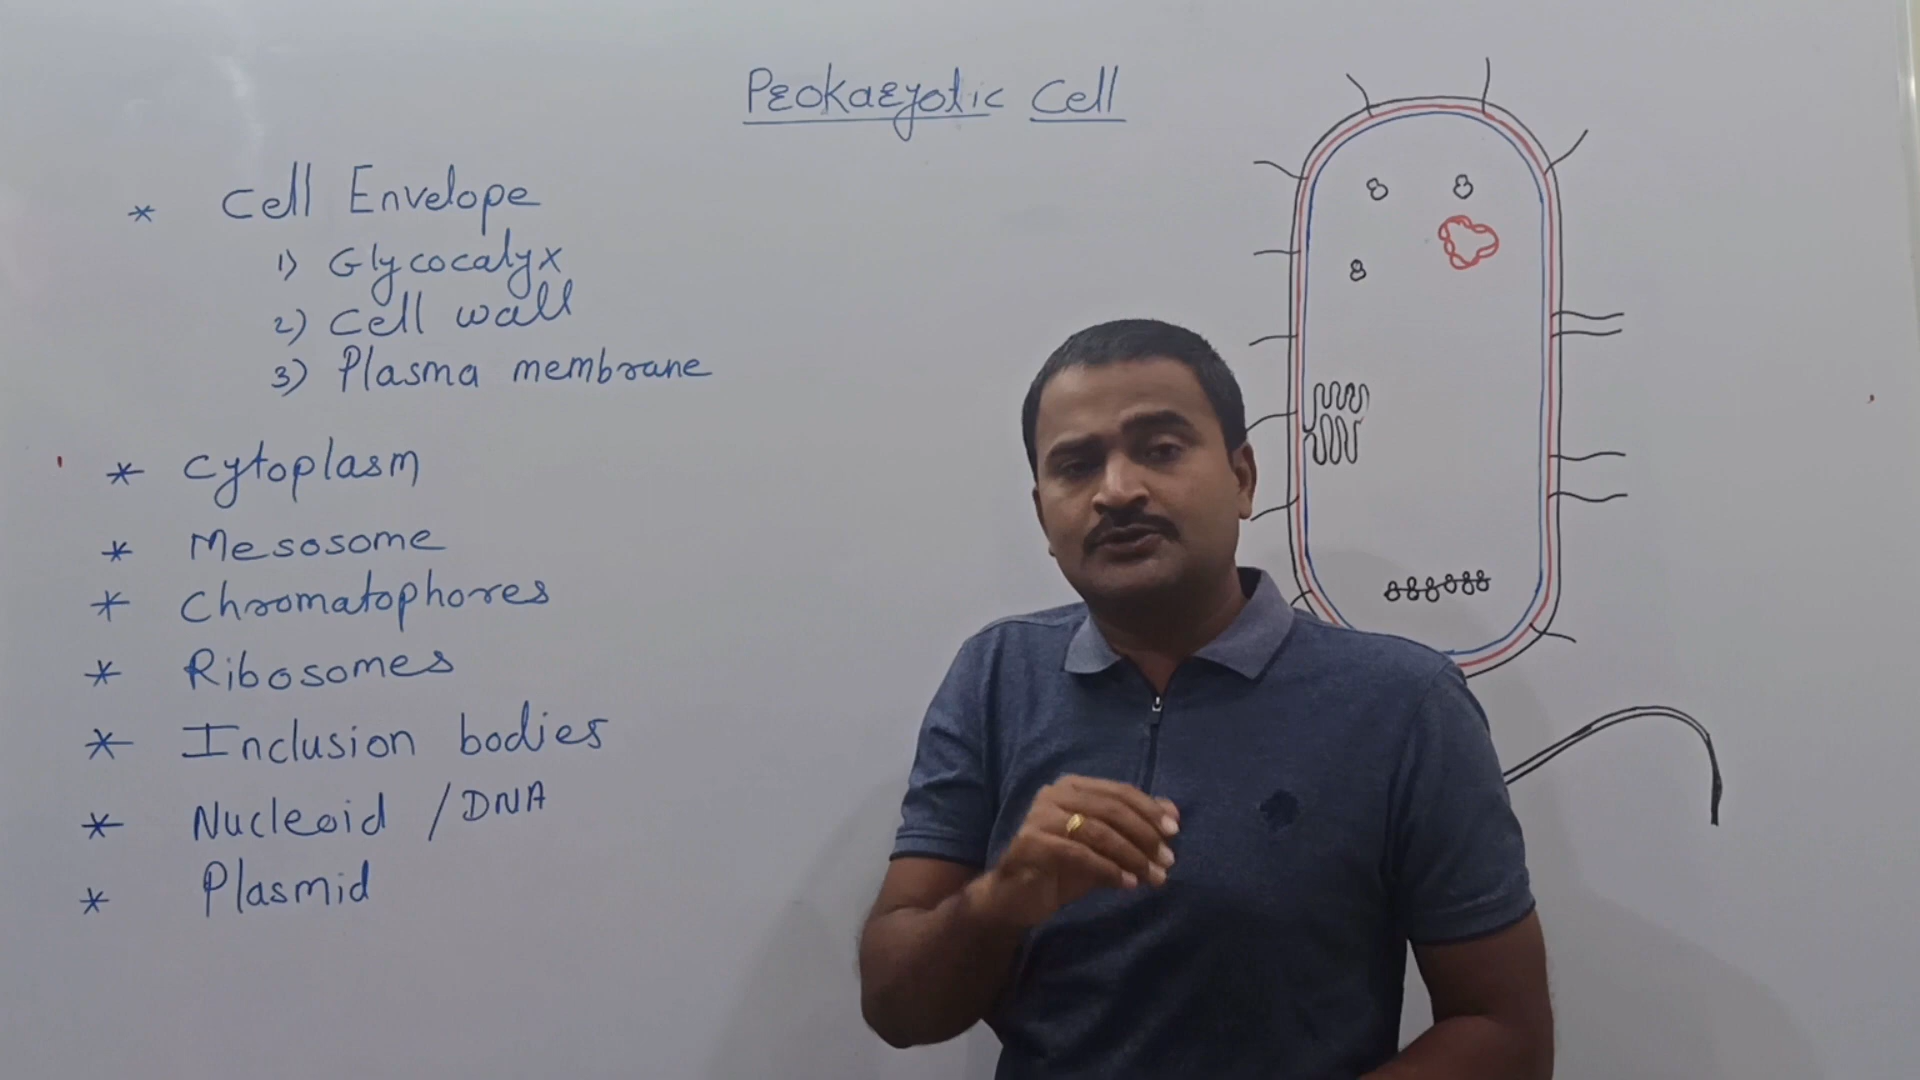 Prokaryotic Cell
* Cell Envelope
1) Glycocalyx
2) Cell wall
3) Plasma membrane
* Cytoplasm
* Mesosome
* Chromatophores
* Ribosomes
* Inclusion bodies
* Nucleoid / DNA
* Plasmid